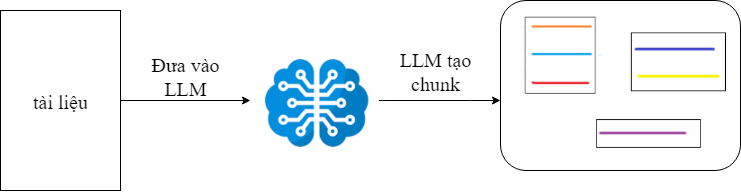 tài liệu
Đưa vào
LLM
LLM tạo
chunk